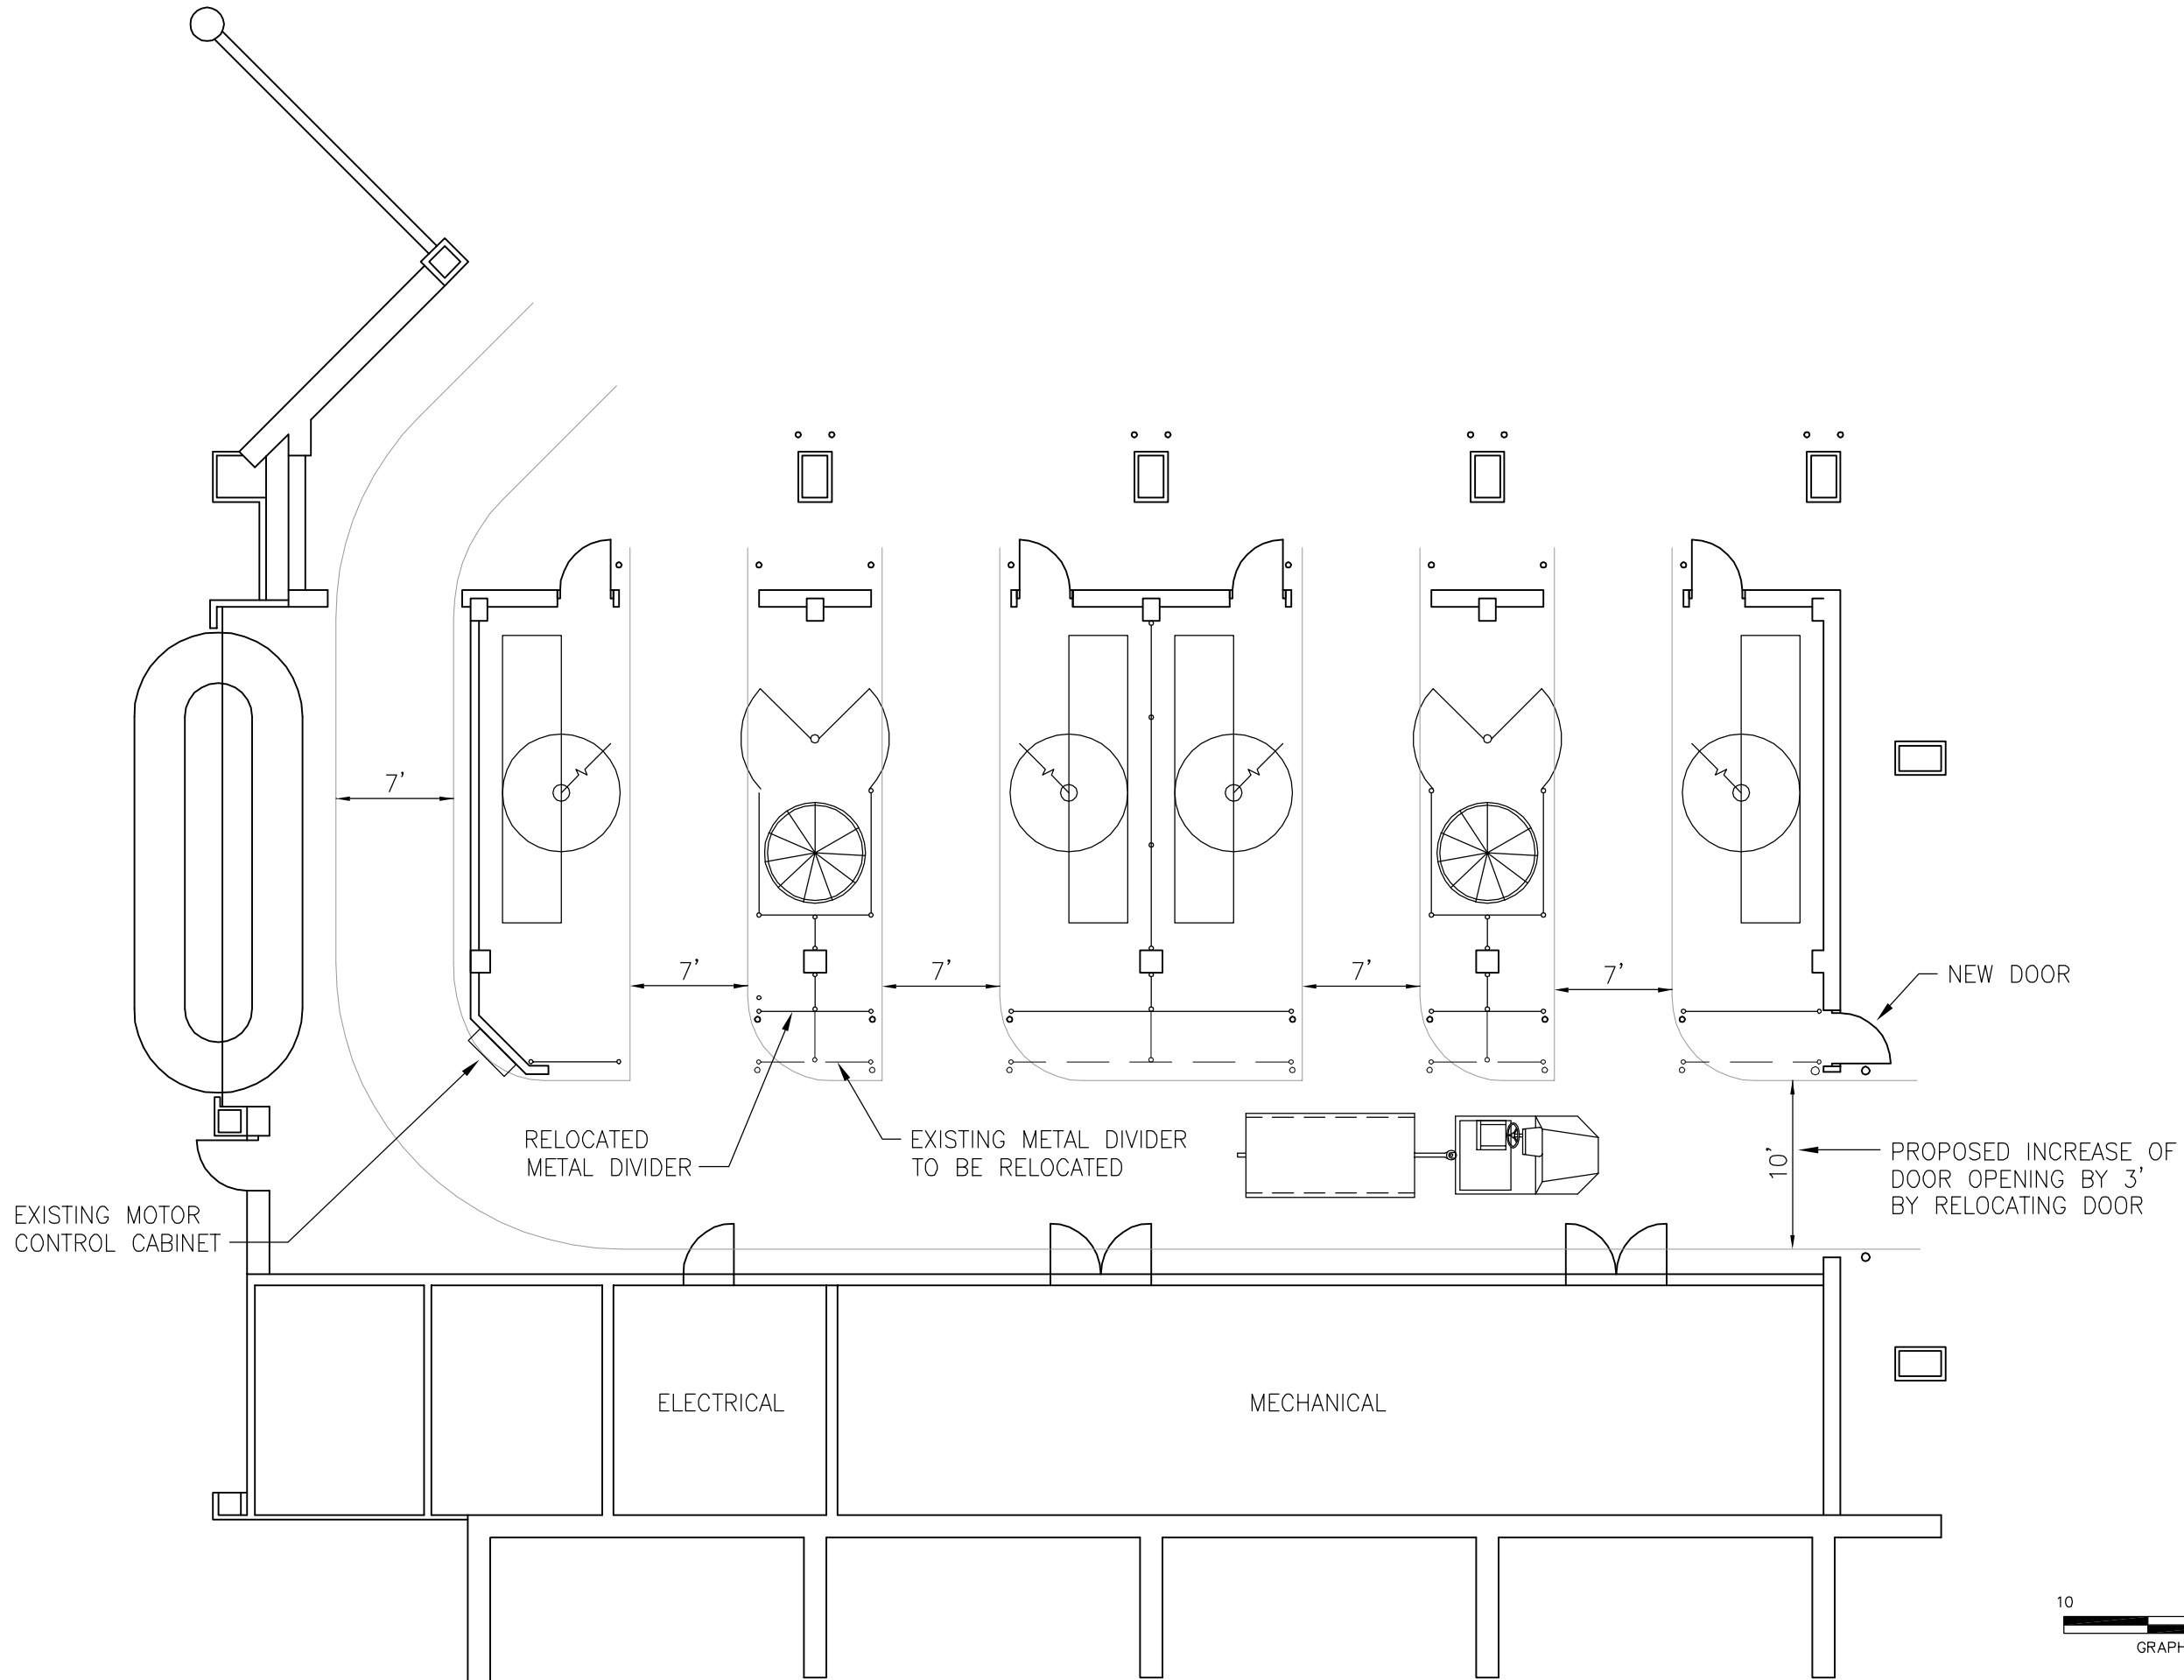 7'
7'
7'
7'
7'
NEW DOOR
RELOCATED
METAL DIVIDER
EXISTING METAL DIVIDER
TO BE RELOCATED
10'
PROPOSED INCREASE OF
DOOR OPENING BY 3'
BY RELOCATING DOOR
EXISTING MOTOR
CONTROL CABINET
ELECTRICAL
MECHANICAL
10